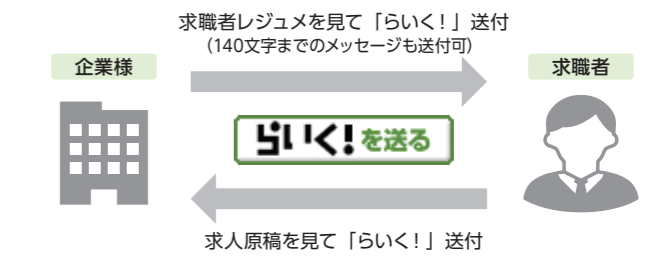 求職者レジュメを見て「らいく！」送付
（140文字までのメッセージも送付可）
企業様
求職者
らいく!を送る
求人原稿を見て「らいく！」送付